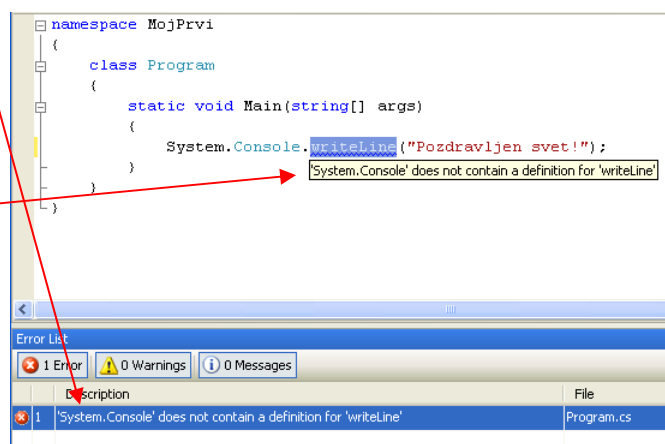 namespace MojPrvi
{
class Program
{
static void Main(string[] args)
{
System.Console.writeLine("Pozdravljen svet!");
'System.Console' does not contain a definition for 'writeLine'
}
}
}
Error List
1 Error 0 Warnings 0 Messages
Description File
1 'System.Console' does not contain a definition for 'writeLine' Program.cs